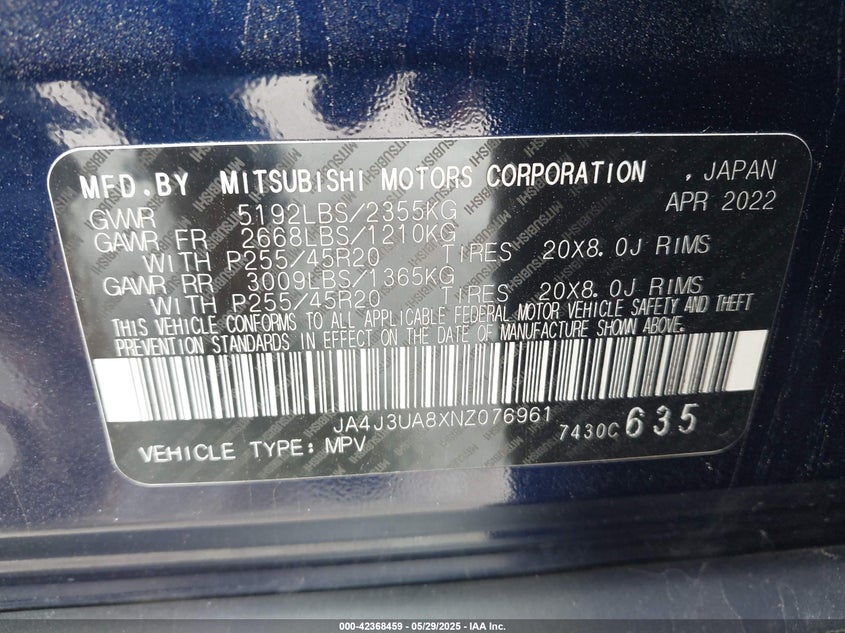 MFD.BY MITSUBISHI MOTORS CORPORATION , JAPAN
APR 2022
GVWR 5192LBS/2355KG
GAWR FR 2668LBS/1210KG
WITH P255/45R20 TIRES 20X8.0J RIMS
GAWR RR 3009LBS/1365KG
WITH P255/45R20 TIRES 20X8.0J RIMS
THIS VEHICLE CONFORMS TO ALL APPLICABLE FEDERAL MOTOR VEHICLE SAFETY AND THEFT
PREVENTION STANDARDS IN EFFECT ON THE DATE OF MANUFACTURE SHOWN ABOVE.
JA4J3UA8XNZ076961
7430C635
VEHICLE TYPE: MPV
000-42368459 - 05/29/2025 - IAA Inc.